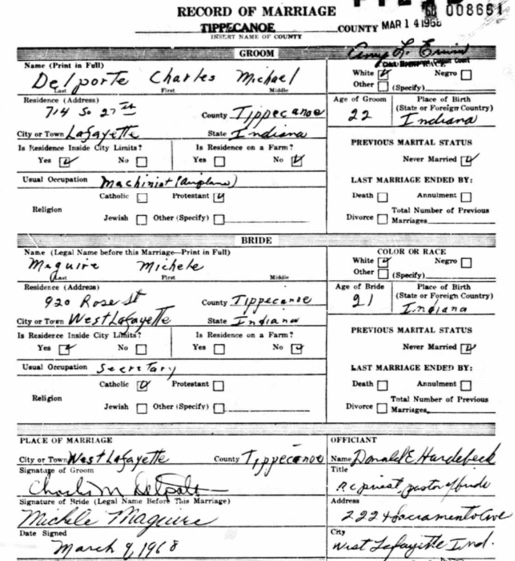 RECORD OF MARRIAGE
008661
TIPPECANOE COUNTY MAR 14 1968
INSERT NAME OF COUNTY
GROOM
Name (Print in Full)
Delporte Charles Michael
Last First Middle
White Negro
Other (Specify)
Residence (Address)
714 So 27th County Tippecanoe
Age of Groom Place of Birth
(State or Foreign Country)
22 Indiana
City or Town Lafayette State Indiana
Is Residence Inside City Limits? Is Residence on a Farm?
Yes No Yes No
PREVIOUS MARITAL STATUS
Never Married
Usual Occupation Machinist (airplane)
LAST MARRIAGE ENDED BY:
Catholic Protestant
Death Annulment
Religion
Jewish Other (Specify)
Divorce Total Number of Previous
Marriages
BRIDE
Name (Legal Name before this Marriage—Print in Full)
Maguire Michele
Last First Middle
COLOR OR RACE
White Negro
Other (Specify)
Residence (Address)
920 Rose St County Tippecanoe
Age of Bride Place of Birth
(State or Foreign Country)
21 Indiana
City or Town West Lafayette State Indiana
Is Residence Inside City Limits? Is Residence on a Farm?
Yes No Yes No
PREVIOUS MARITAL STATUS
Never Married
Usual Occupation Secretary
LAST MARRIAGE ENDED BY:
Catholic Protestant
Death Annulment
Religion
Jewish Other (Specify)
Divorce Total Number of Previous
Marriages
PLACE OF MARRIAGE
City or Town West Lafayette County Tippecanoe
Signature of Groom
Charles M Delporte
Signature of Bride (Legal Name Before This Marriage)
Michele Maguire
Date Signed
March 9, 1968
OFFICIANT
Name Donald E Hardebeck
Title
RC priest, pastor of bride
Address
222 Sacramento Ave
City
West Lafayette Ind.